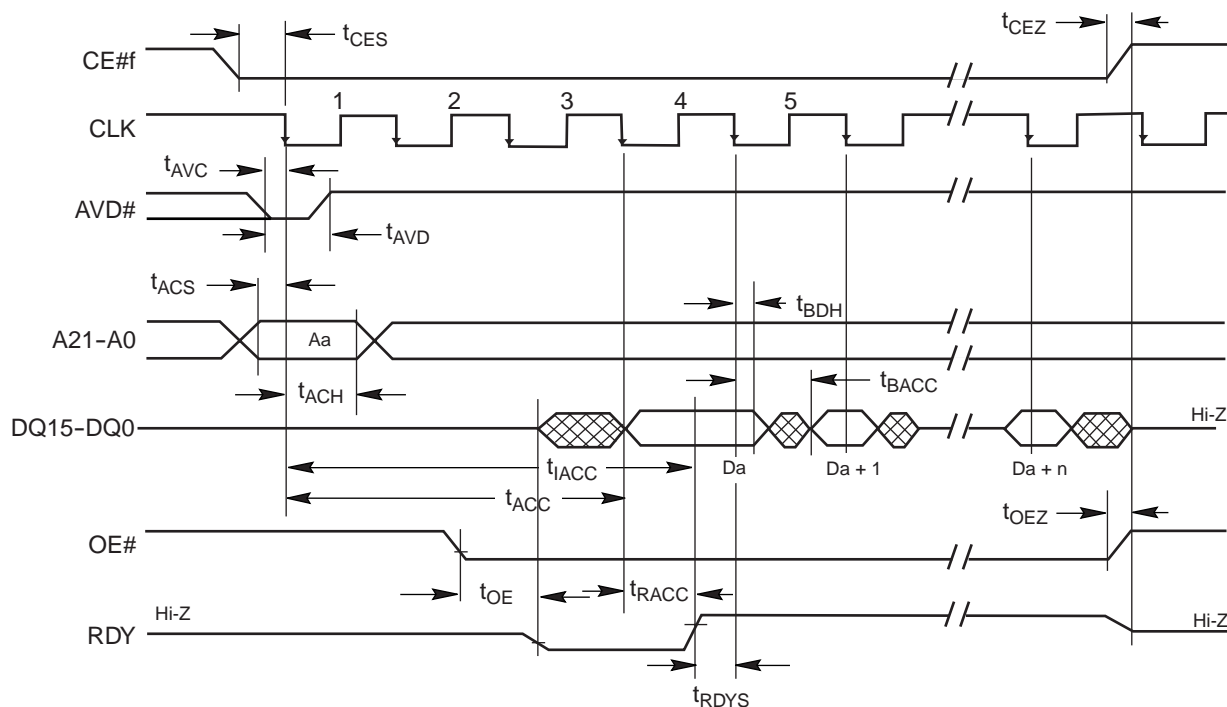 tCES
tCEZ
CE#f
1 2 3 4 5
CLK
tAVC
AVD#
tAVD
tACS
tBDH
A21-A0
Aa
tACH
tBACC
DQ15-DQ0
Hi-Z
tIACC
Da
Da + 1
Da + n
tACC
tOEZ
OE#
tOE
tRACC
Hi-Z
Hi-Z
RDY
tRDYS